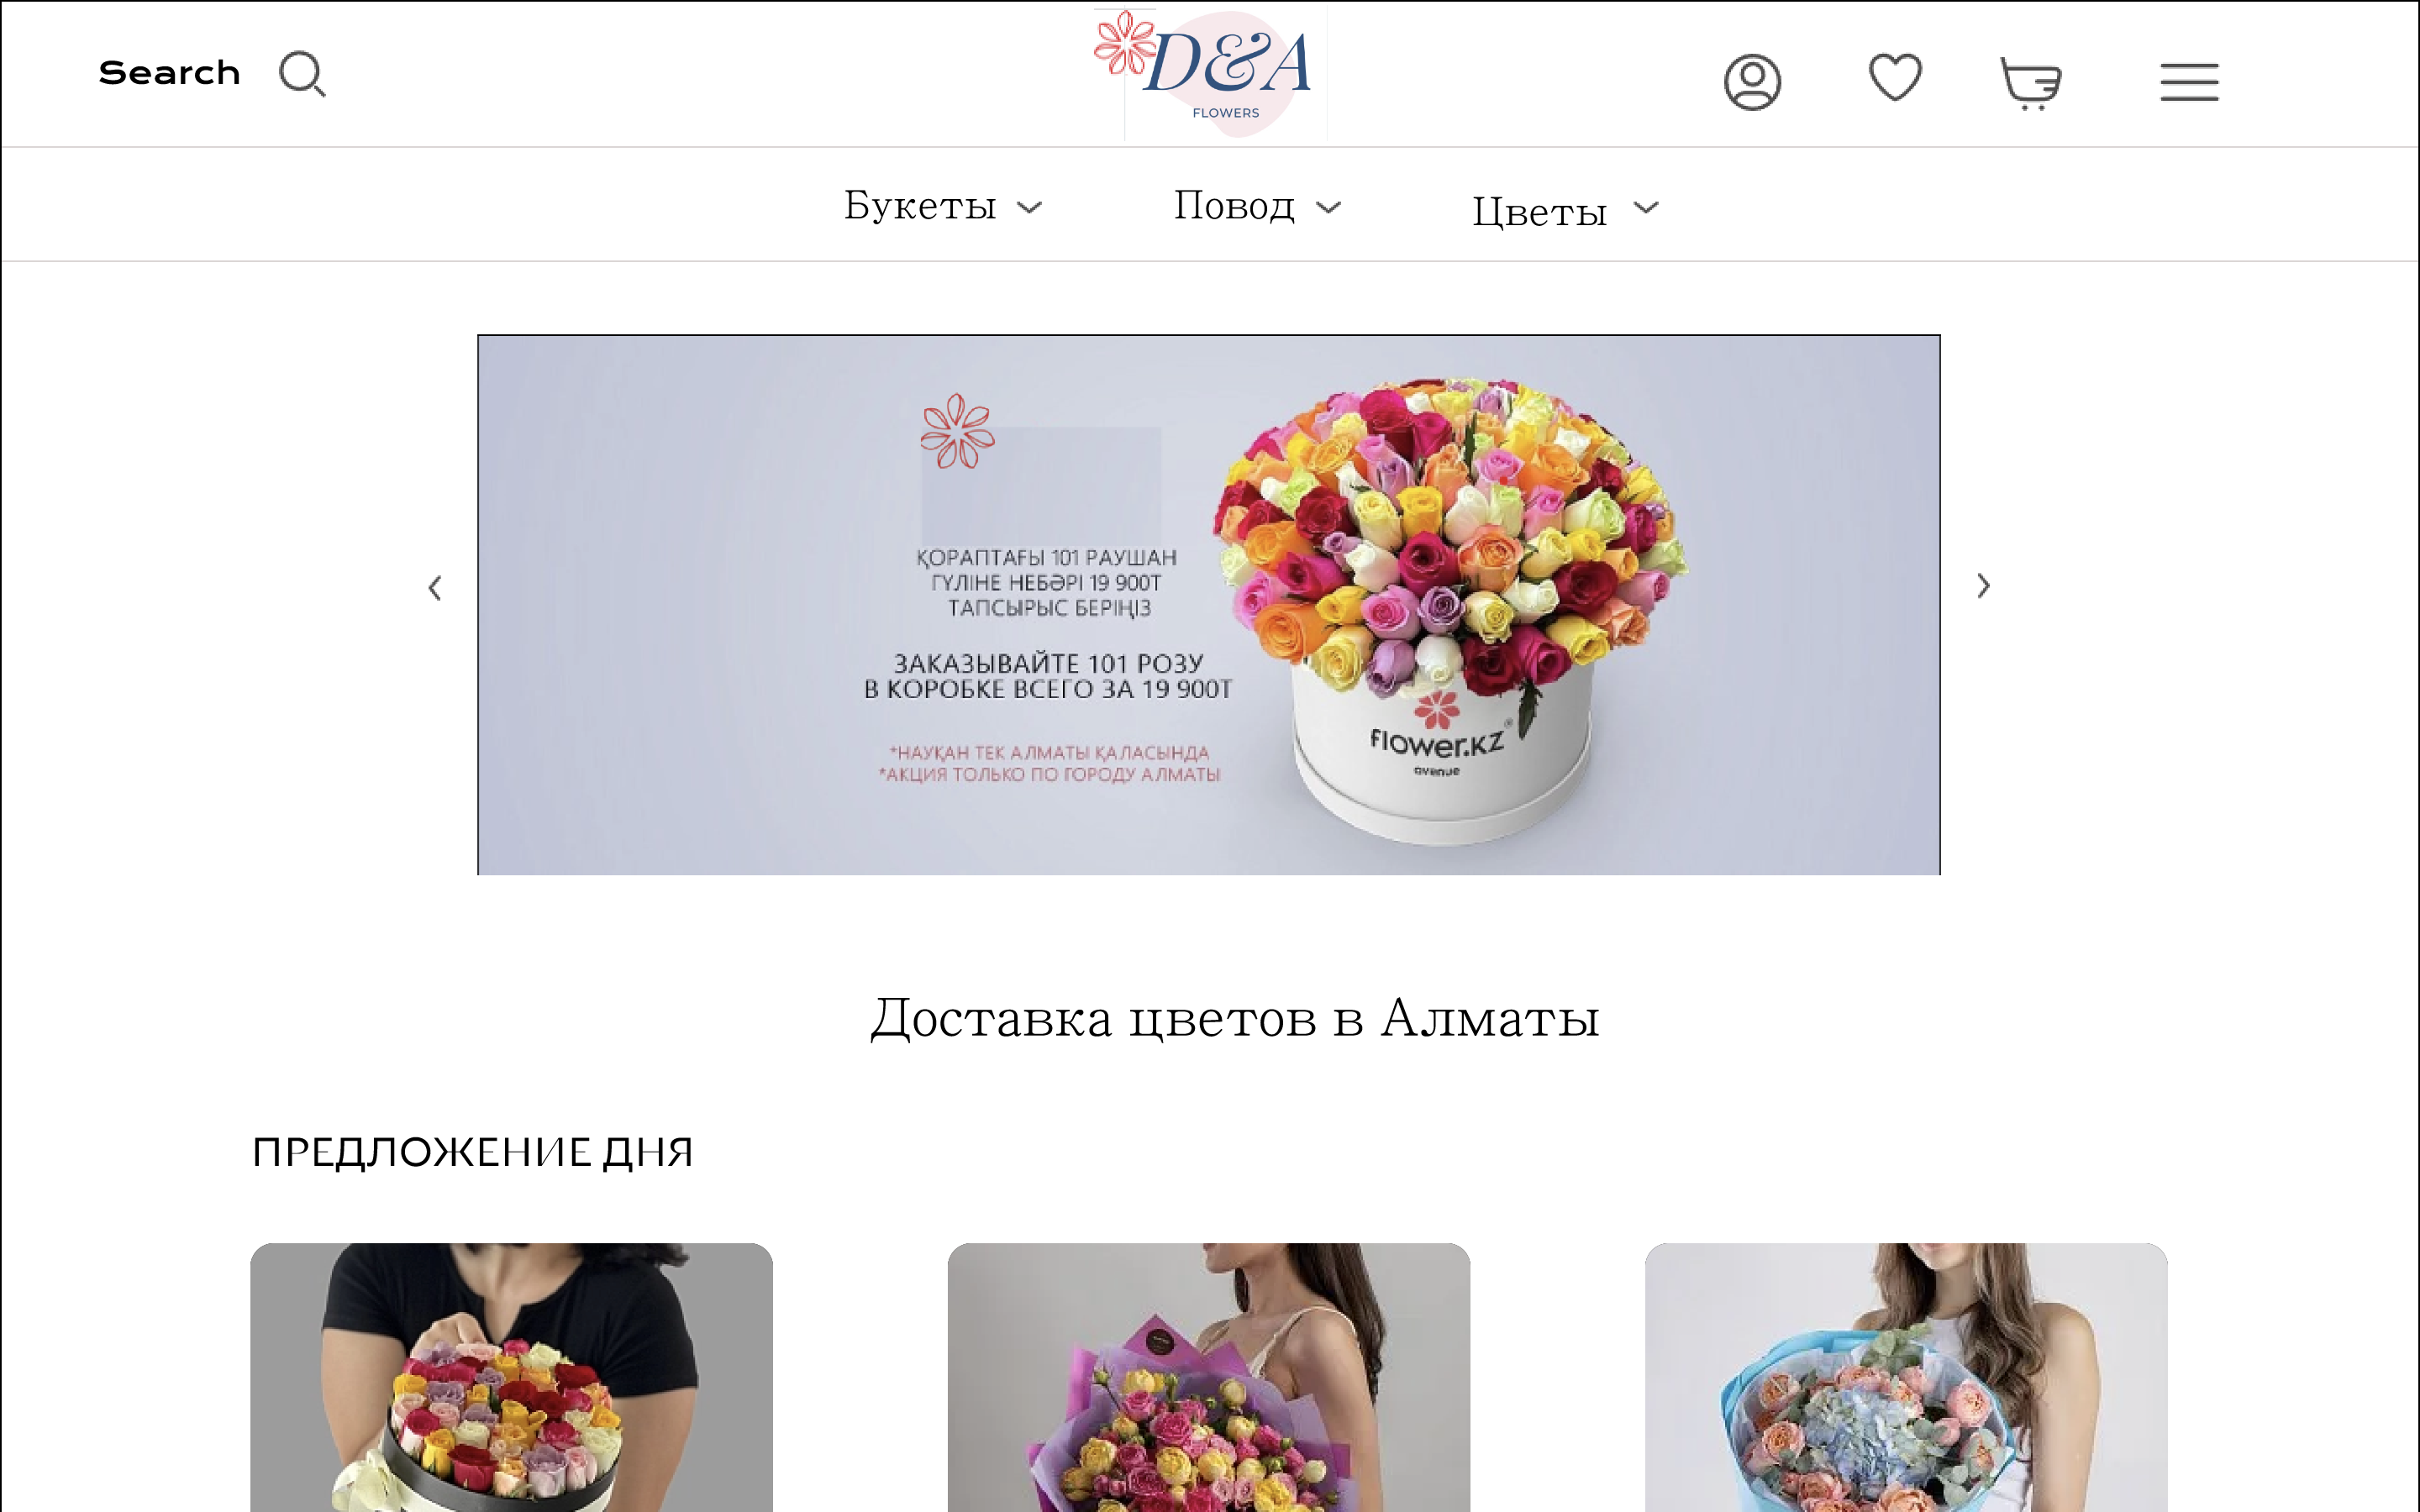 Search
D&A
FLOWERS
Букеты
Повод
Цветы
ҚОРАПТАҒЫ 101 РАУШАН
ГҮЛІНЕ НЕБӘРІ 19 900Т
ТАПСЫРЫС БЕРІҢІЗ
ЗАКАЗЫВАЙТЕ 101 РОЗУ
В КОРОБКЕ ВСЕГО ЗА 19 900Т
*НАУҚАН ТЕК АЛМАТЫ ҚАЛАСЫНДА
*АКЦИЯ ТОЛЬКО ПО ГОРОДУ АЛМАТЫ
flower.kz®
avenue
Доставка цветов в Алматы
ПРЕДЛОЖЕНИЕ ДНЯ